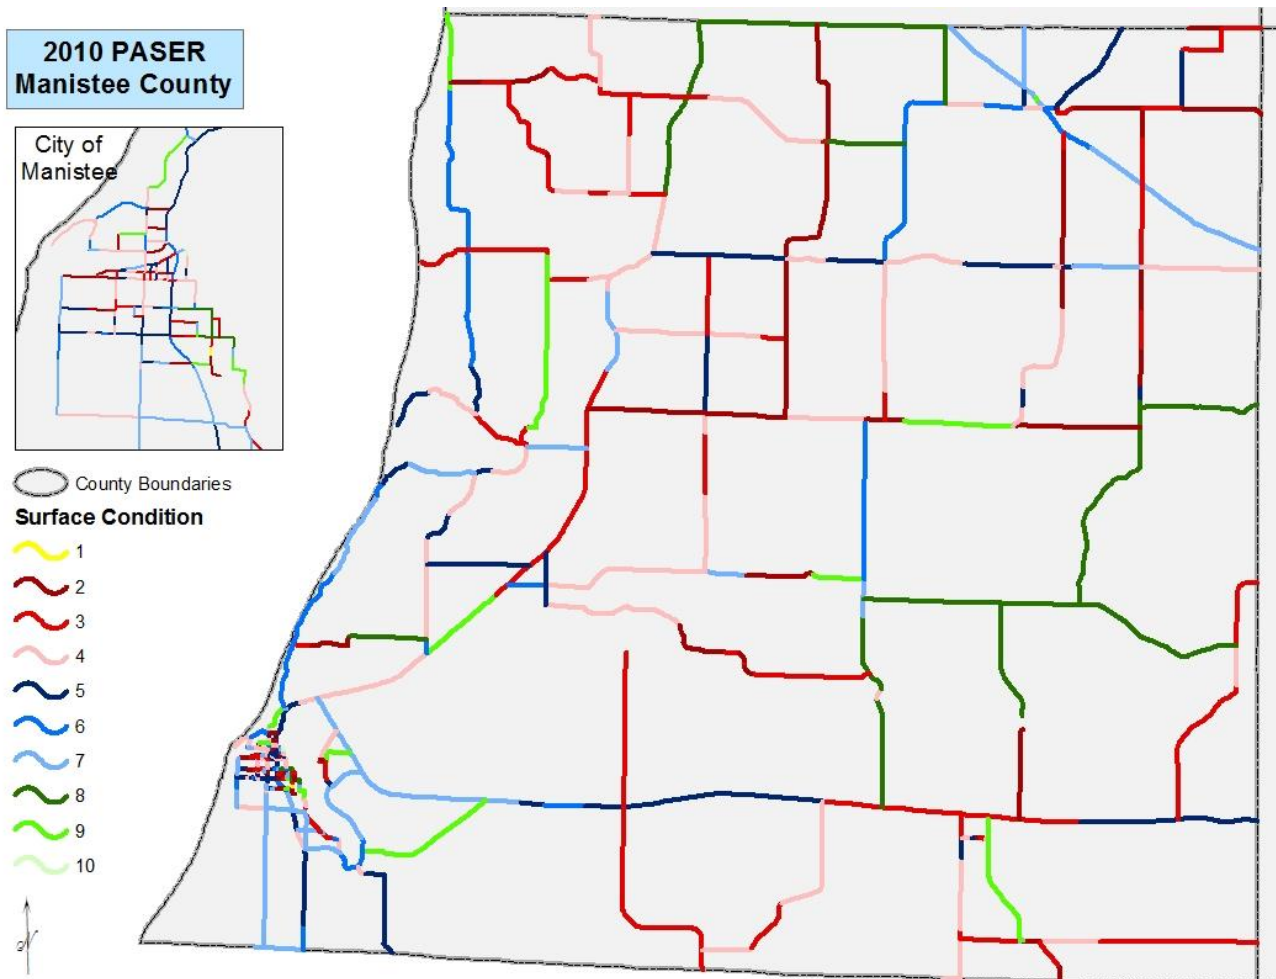 2010 PASER
Manistee County
City of
Manistee
County Boundaries
Surface Condition
1
2
3
4
5
6
7
8
9
10
N